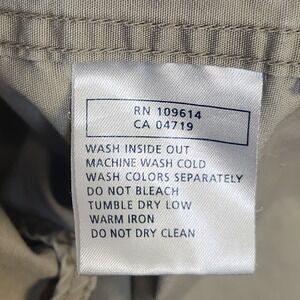 RN 109614
CA 04719
WASH INSIDE OUT
MACHINE WASH COLD
WASH COLORS SEPARATELY
DO NOT BLEACH
TUMBLE DRY LOW
WARM IRON
DO NOT DRY CLEAN